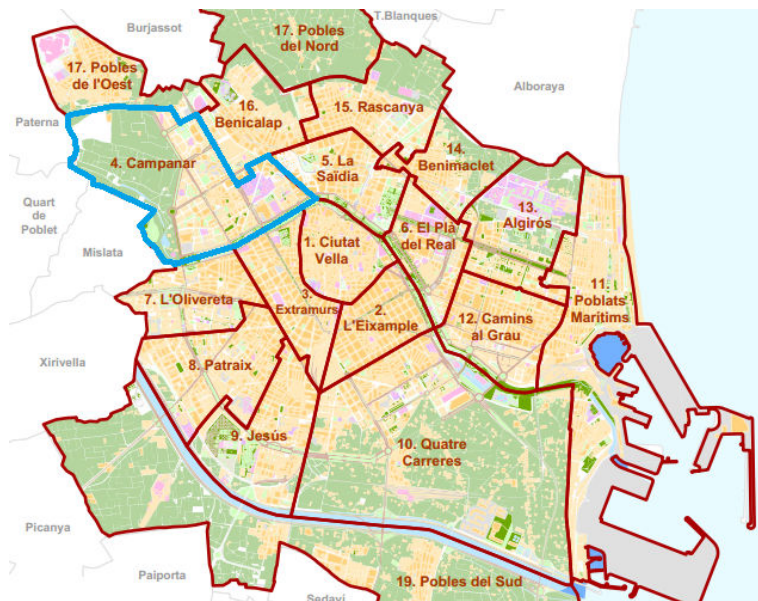 T.Blanques
Burjassot
17. Pobles
del Nord
17. Pobles
de l'Oest
Alboraya
16.
Benicalap
15. Rascanya
Paterna
4. Campanar
5. La
Saïdia
14.
Benimaclet
Quart
de
Poblet
13.
Algirós
6. El Pla
del Real
1. Ciutat
Vella
Mislata
11.
Poblats
Marítims
7. L'Olivereta
3.
Extramurs
2.
L'Eixample
12. Camins
al Grau
Xirivella
8. Patraix
9. Jesús
10. Quatre
Carreres
Picanya
Paiporta
19. Pobles del Sud
Sedaví